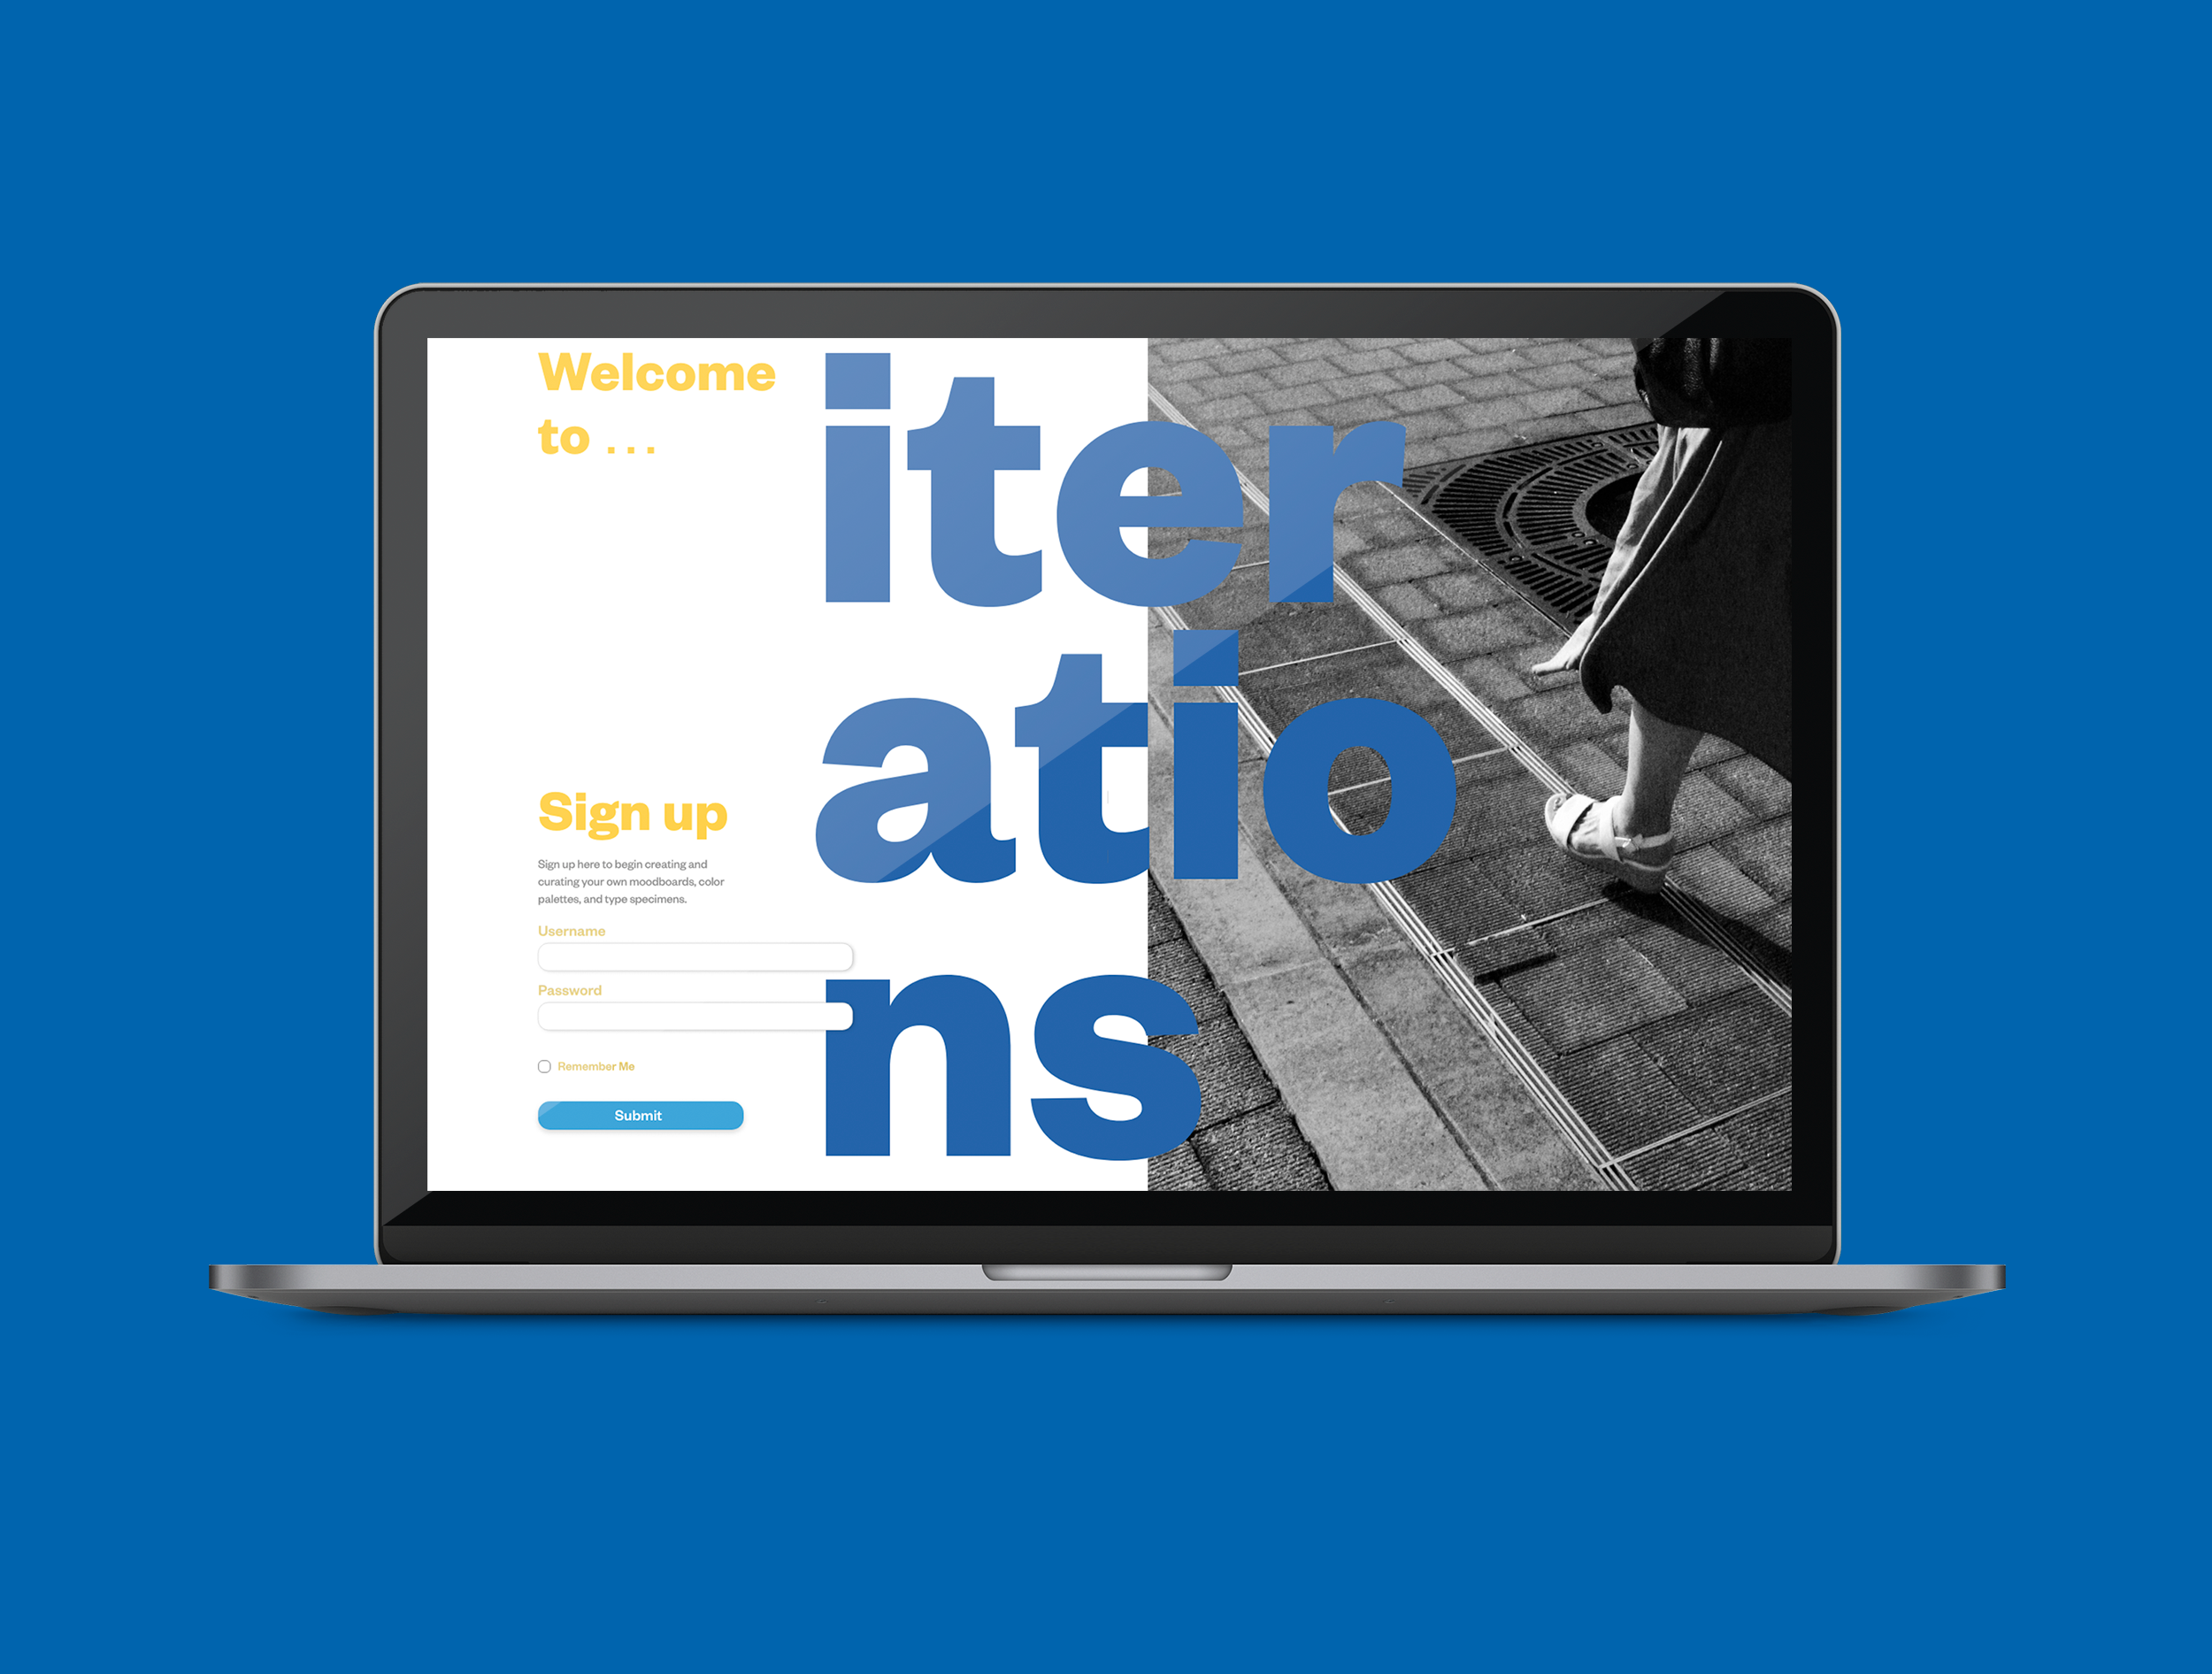 Welcome
to ...
iter
atio
ns
Sign up
Sign up here to begin creating and
curating your own moodboards, color
palettes, and type specimens.
Username
Password
Remember Me
Submit